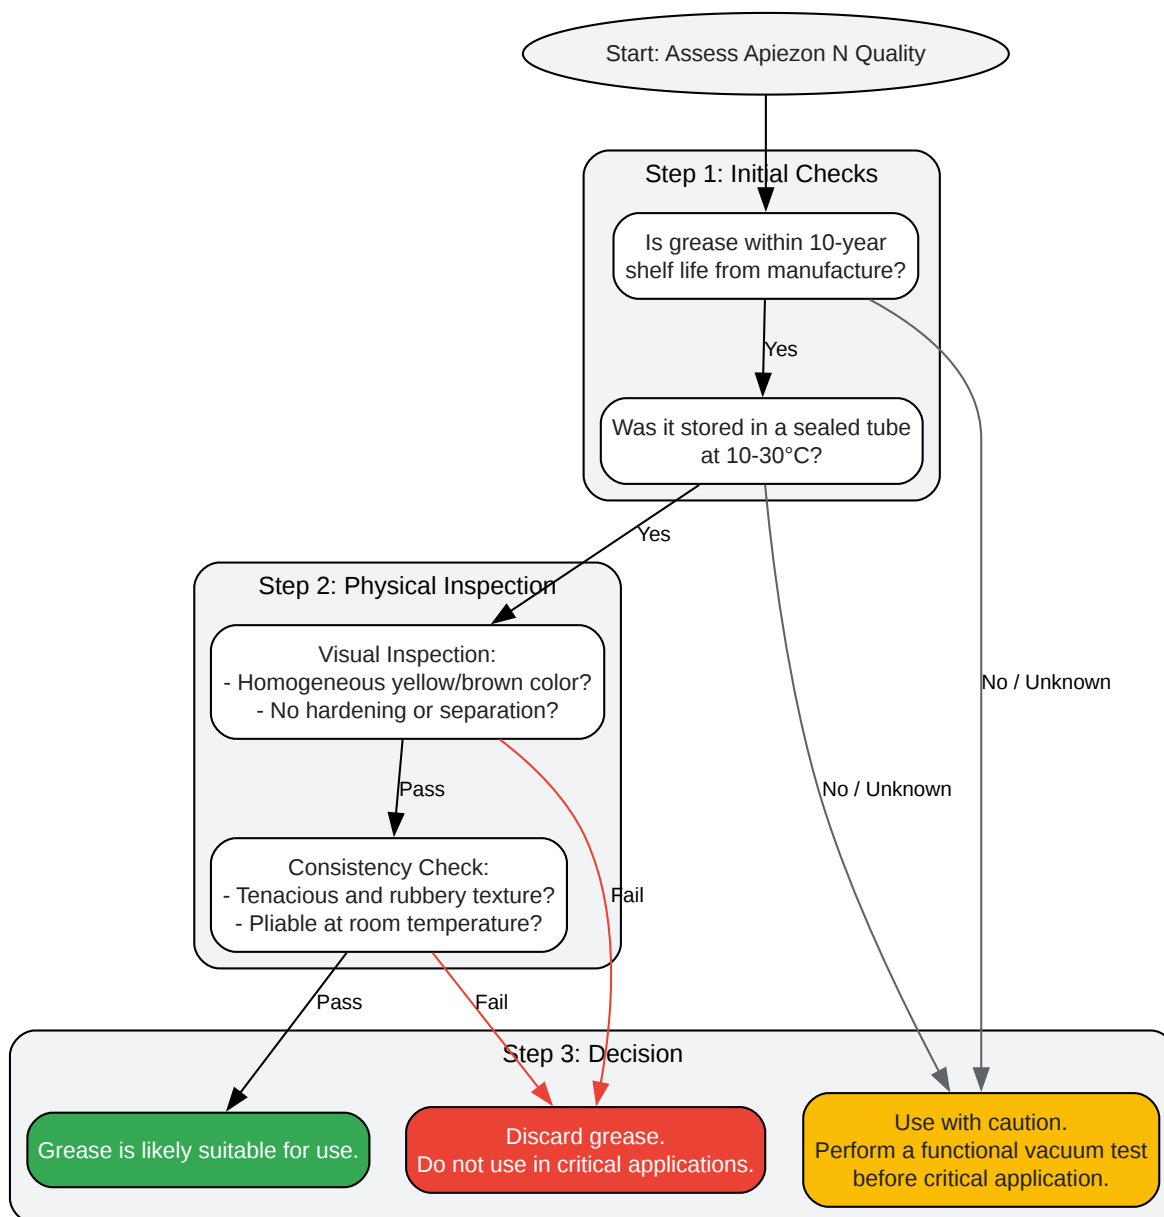 Start: Assess Apiezon N Quality
Step 1: Initial Checks
Is grease within 10-year
shelf life from manufacture?
Yes
Was it stored in a sealed tube
at 10-30°C?
Yes
Step 2: Physical Inspection
Visual Inspection:
- Homogeneous yellow/brown color?
- No hardening or separation?
No / Unknown
Pass
No / Unknown
Consistency Check:
- Tenacious and rubbery texture?
- Pliable at room temperature?
Fail
Pass
Fail
Step 3: Decision
Grease is likely suitable for use.
Discard grease.
Do not use in critical applications.
Use with caution.
Perform a functional vacuum test
before critical application.